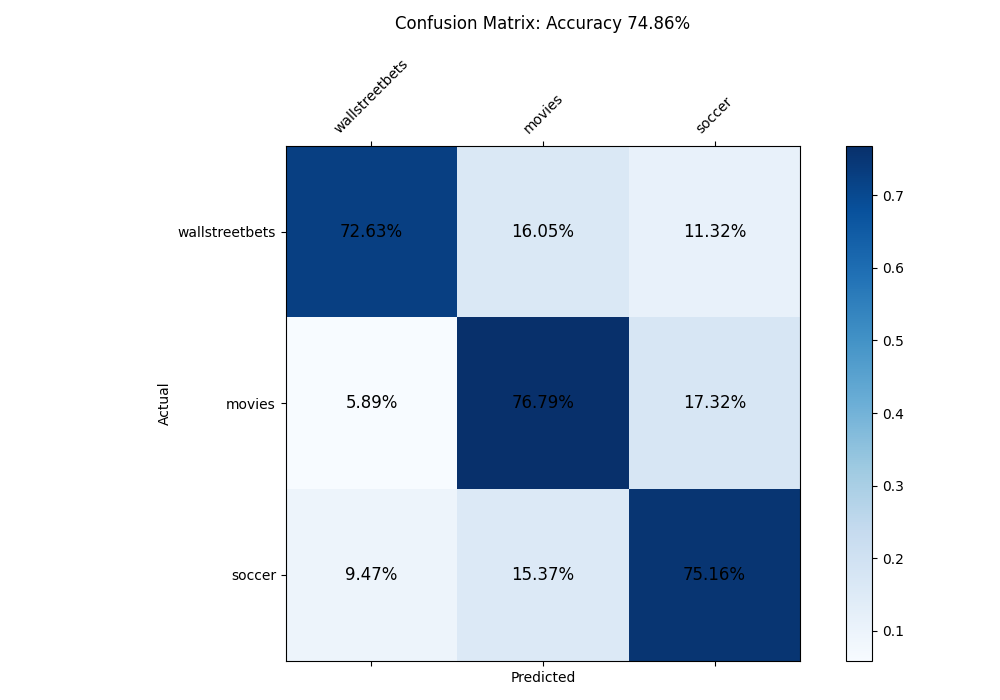 Confusion Matrix: Accuracy 74.86%
wallstreetbets
movies
soccer
wallstreetbets
72.63%
16.05%
11.32%
movies
5.89%
76.79%
17.32%
soccer
9.47%
15.37%
75.16%
Actual
Predicted
0.7
0.6
0.5
0.4
0.3
0.2
0.1